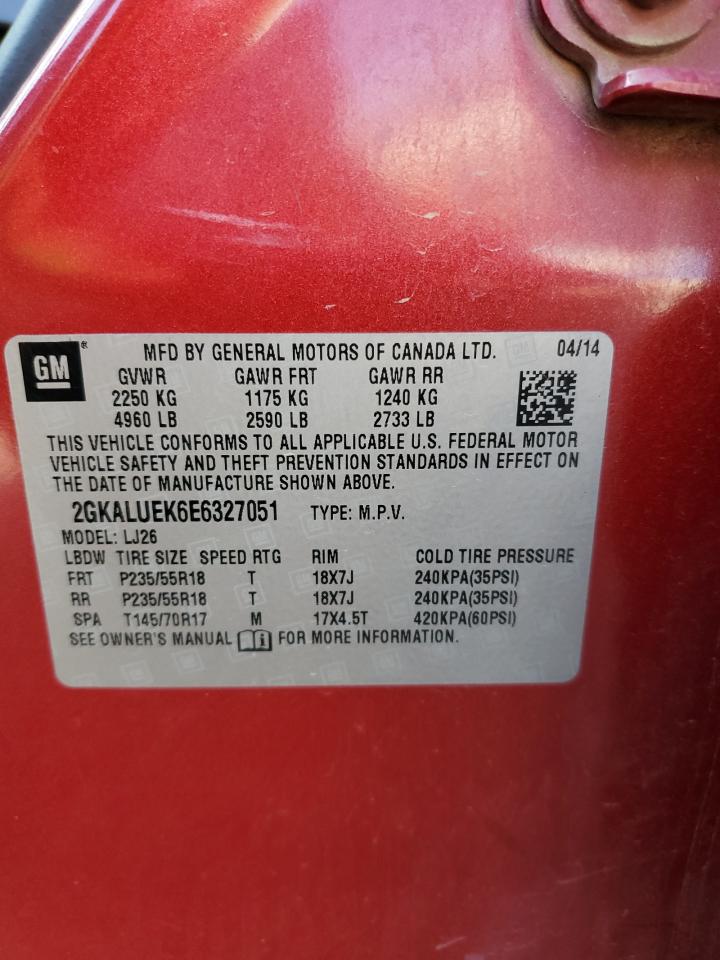 GM ® MFD BY GENERAL MOTORS OF CANADA LTD. 04/14
GVWR GAWR FRT GAWR RR
2250 KG 1175 KG 1240 KG
4960 LB 2590 LB 2733 LB
THIS VEHICLE CONFORMS TO ALL APPLICABLE U.S. FEDERAL MOTOR
VEHICLE SAFETY AND THEFT PREVENTION STANDARDS IN EFFECT ON
THE DATE OF MANUFACTURE SHOWN ABOVE.
2GKALUEK6E6327051 TYPE: M.P.V.
MODEL: LJ26
LBDW TIRE SIZE SPEED RTG RIM COLD TIRE PRESSURE
FRT P235/55R18 T 18X7J 240KPA(35PSI)
RR P235/55R18 T 18X7J 240KPA(35PSI)
SPA T145/70R17 M 17X4.5T 420KPA(60PSI)
SEE OWNER'S MANUAL FOR MORE INFORMATION.